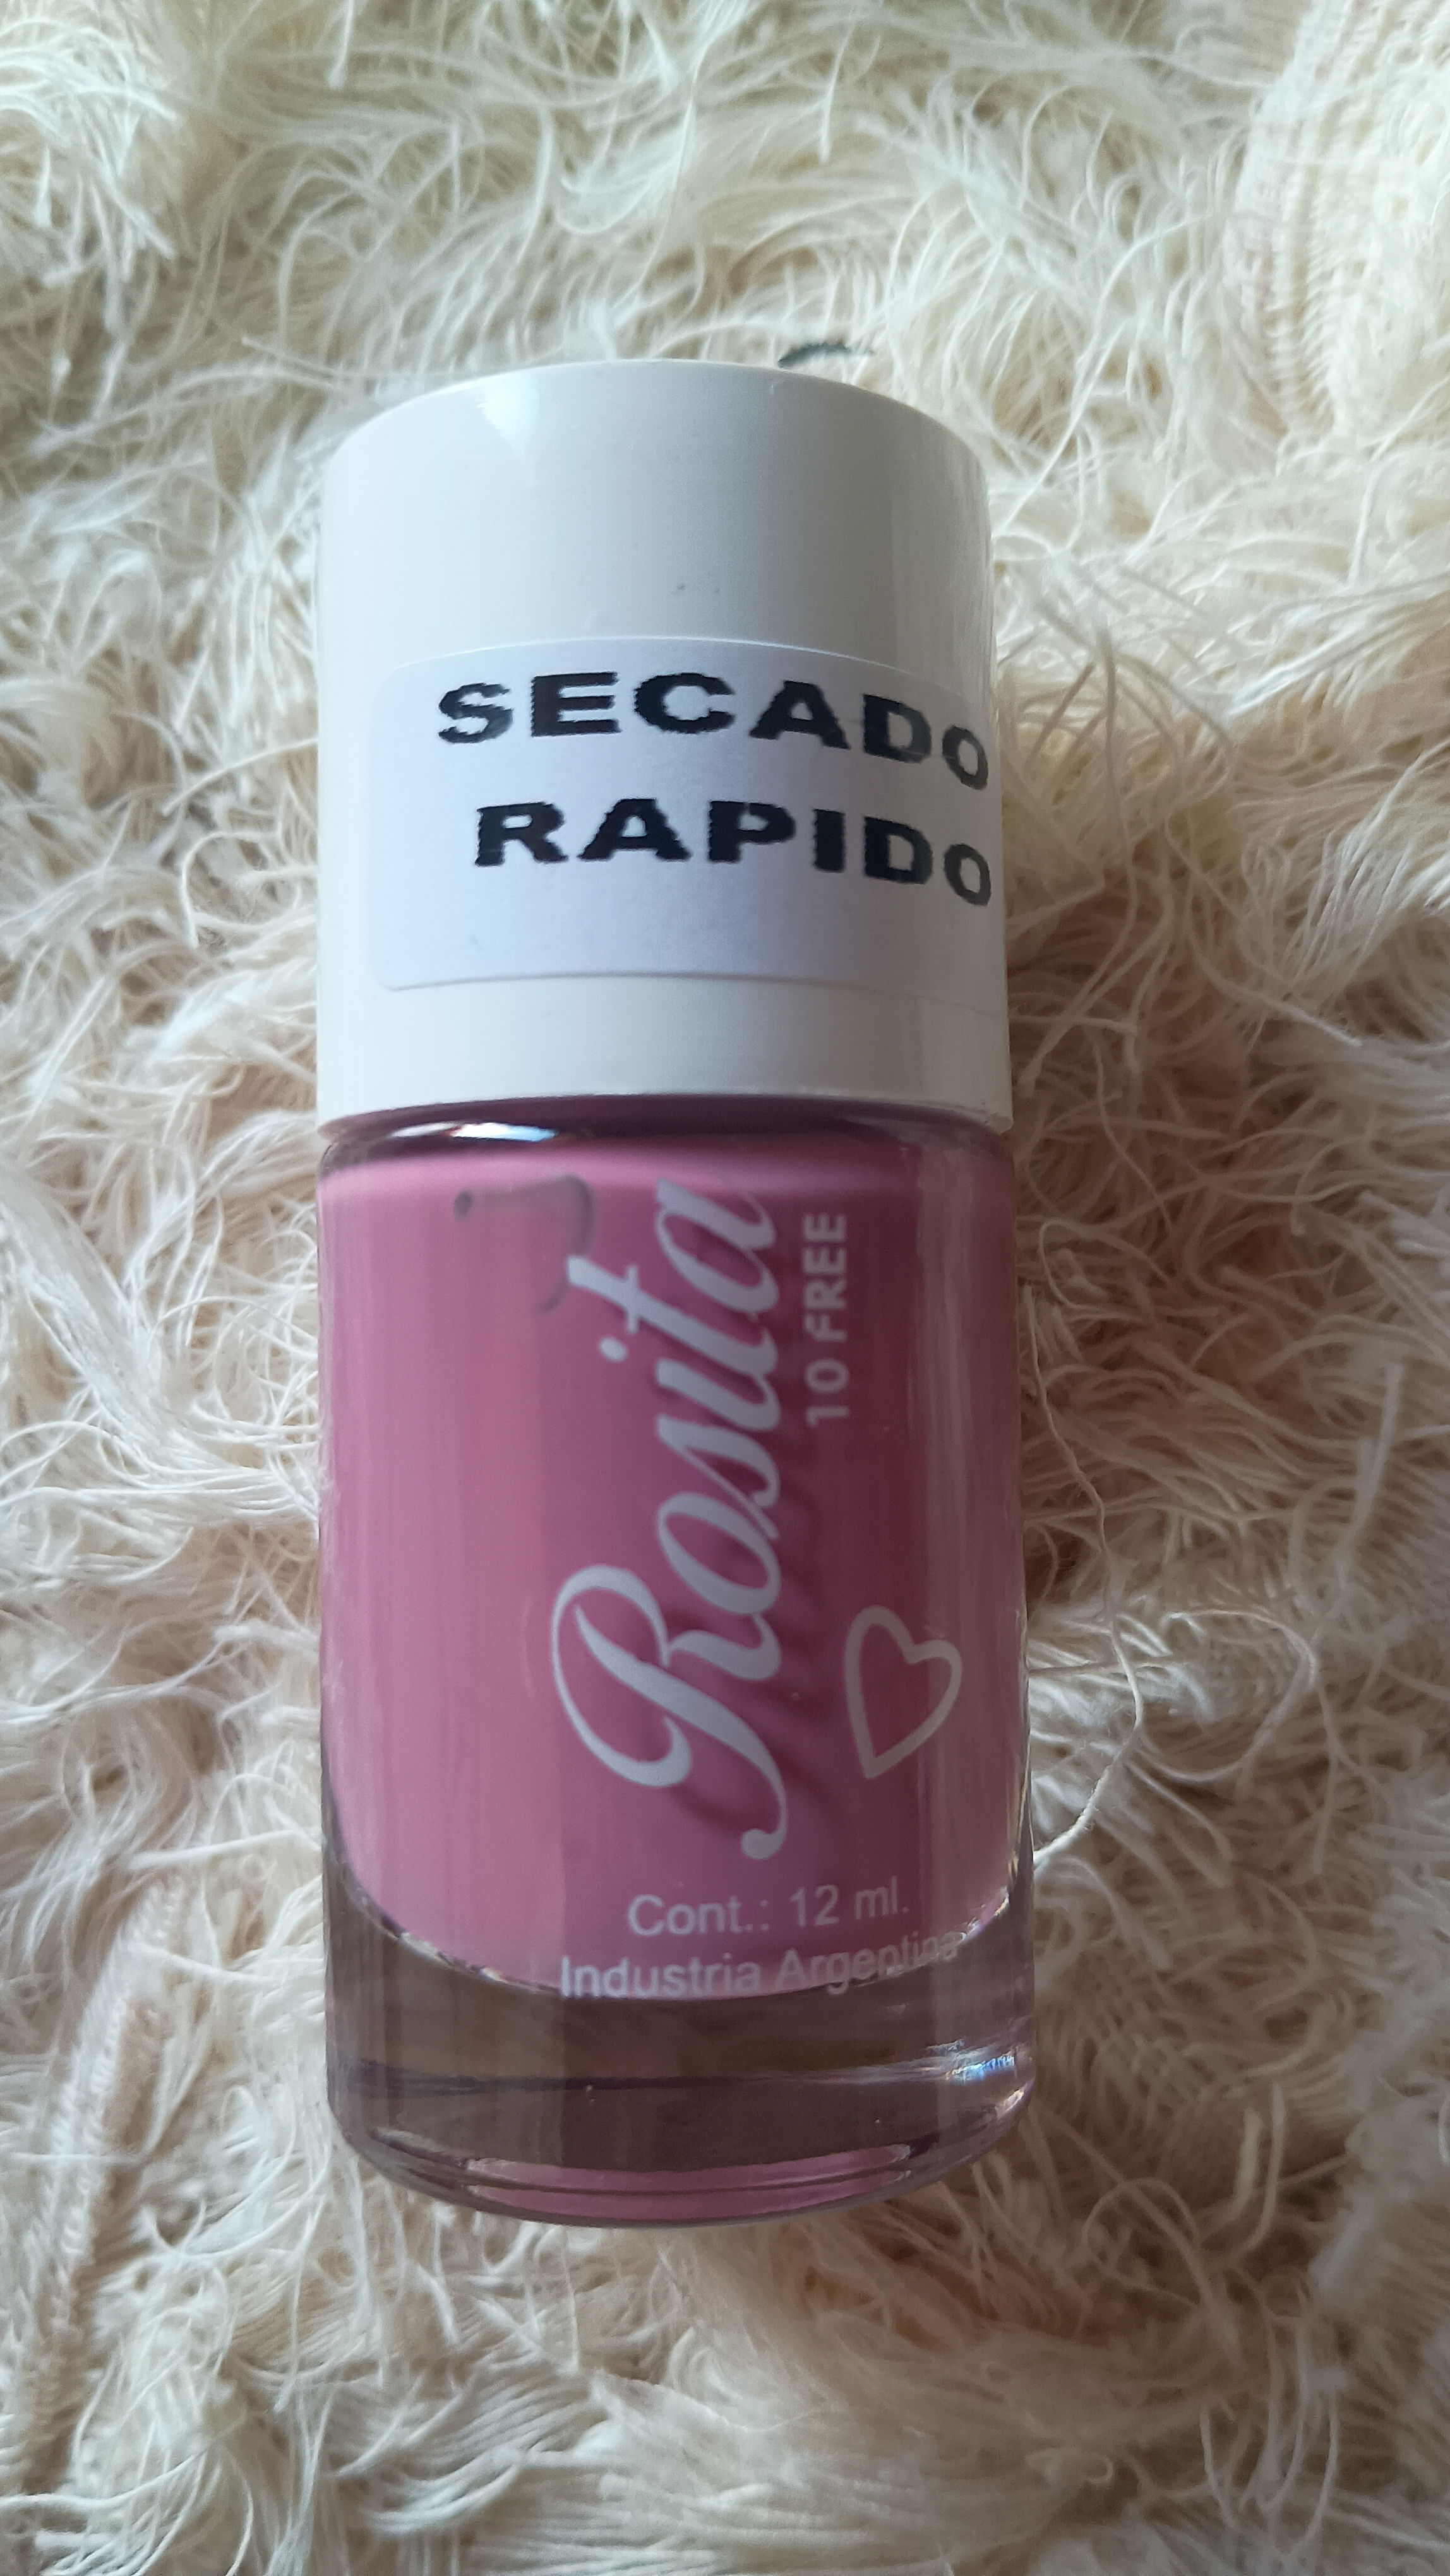 SECADO
RAPIDO
Rosita
10 FREE
Cont.: 12 ml.
Industria Argentina